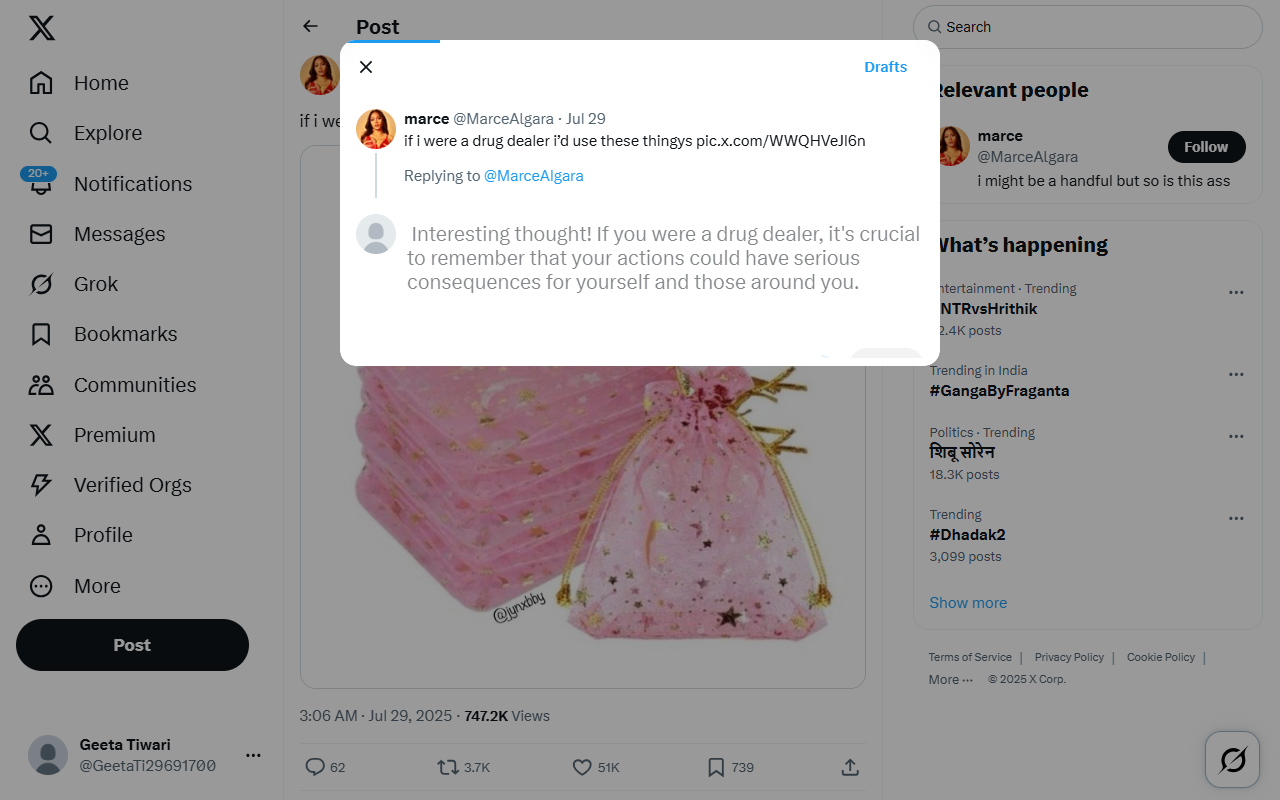 Home
Explore
20+
Notifications
Messages
Grok
Bookmarks
Communities
Premium
Verified Orgs
Profile
More
Post
Geeta Tiwari
@GeetaTi29691700
Post
if i we
Drafts
marce @MarceAlgara · Jul 29
if i were a drug dealer i’d use these thingys pic.x.com/WWQHVeJl6n
Replying to @MarceAlgara
Interesting thought! If you were a drug dealer, it's crucial
to remember that your actions could have serious
consequences for yourself and those around you.
@jynxbby
3:06 AM · Jul 29, 2025 · 747.2K Views
62
3.7K
51K
739
Search
Relevant people
marce
@MarceAlgara
Follow
i might be a handful but so is this ass
What’s happening
ntertainment · Trending
NTRvsHrithik
2.4K posts
Trending in India
#GangaByFraganta
Politics · Trending
शिबू सोरेन
18.3K posts
Trending
#Dhadak2
3,099 posts
Show more
Terms of Service |
Privacy Policy |
Cookie Policy |
More ···
© 2025 X Corp.